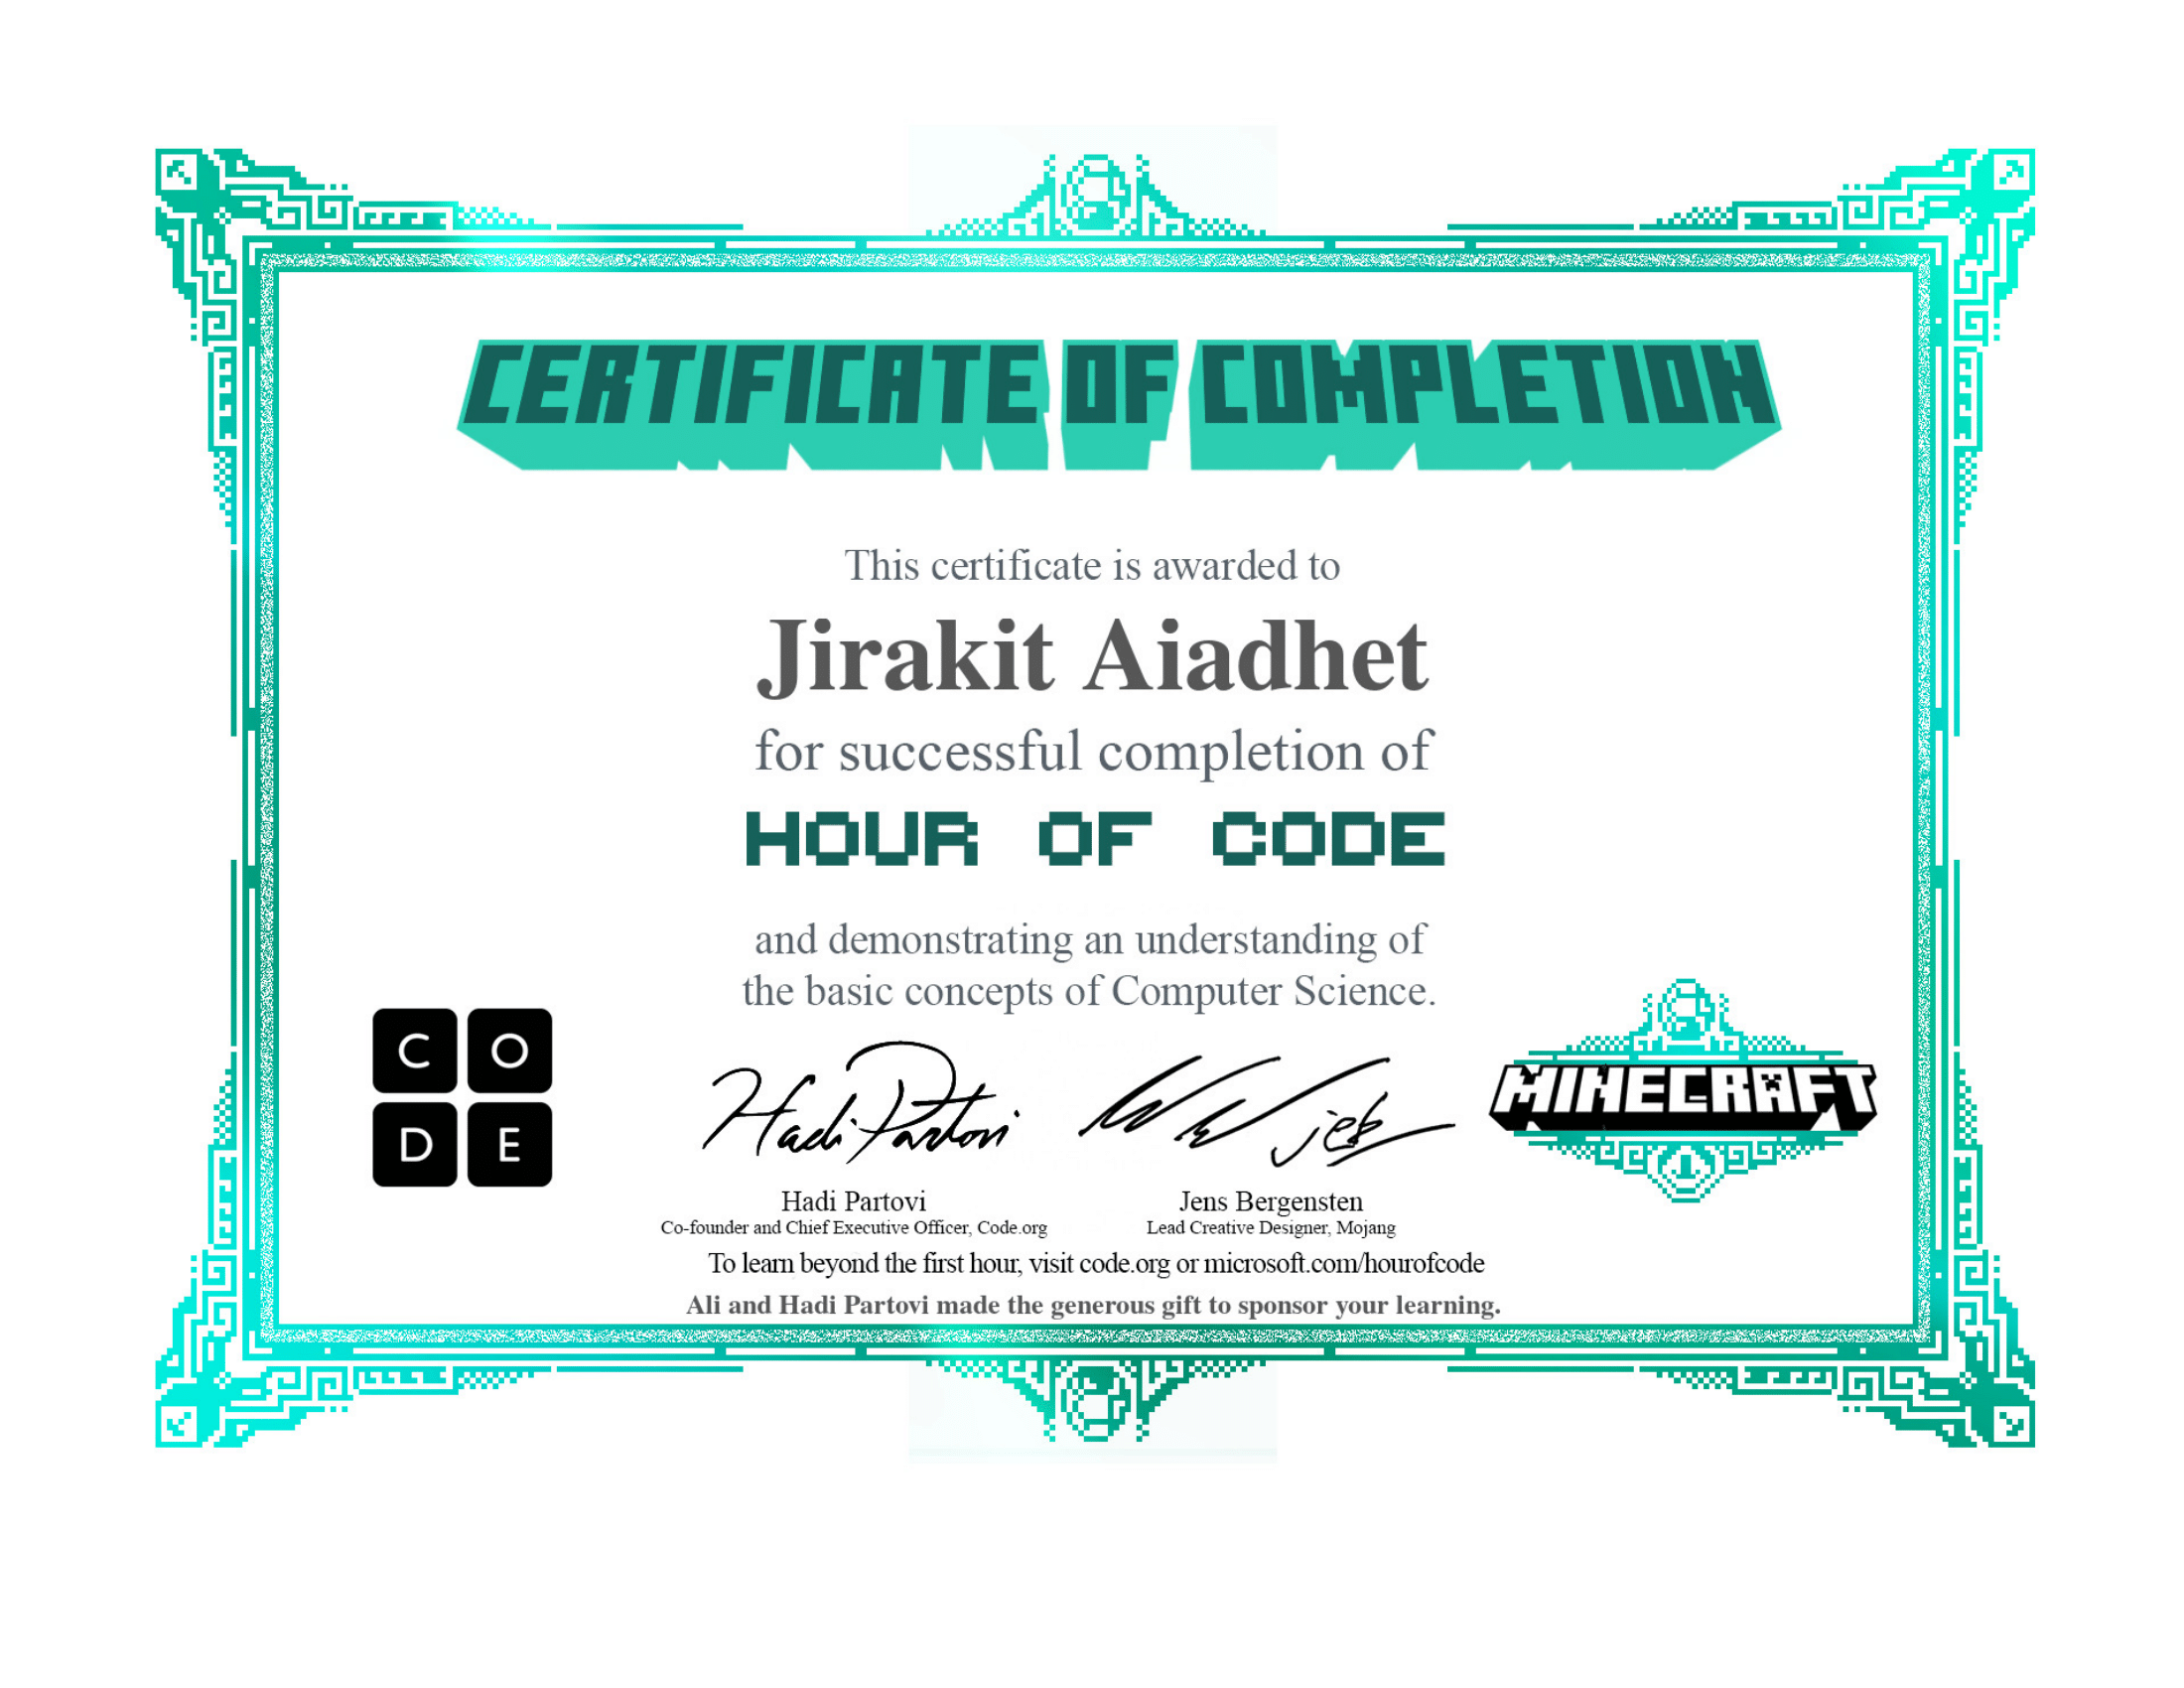 CERTIFICATE OF COMPLETION
This certificate is awarded to
Jirakit Aiadhet
for successful completion of
HOUR OF CODE
and demonstrating an understanding of
the basic concepts of Computer Science.
C O
D E
Hadi Partovi
jeb
MINECRAFT
Hadi Partovi
Co-founder and Chief Executive Officer, Code.org
Jens Bergensten
Lead Creative Designer, Mojang
To learn beyond the first hour, visit code.org or microsoft.com/hourofcode
Ali and Hadi Partovi made the generous gift to sponsor your learning.